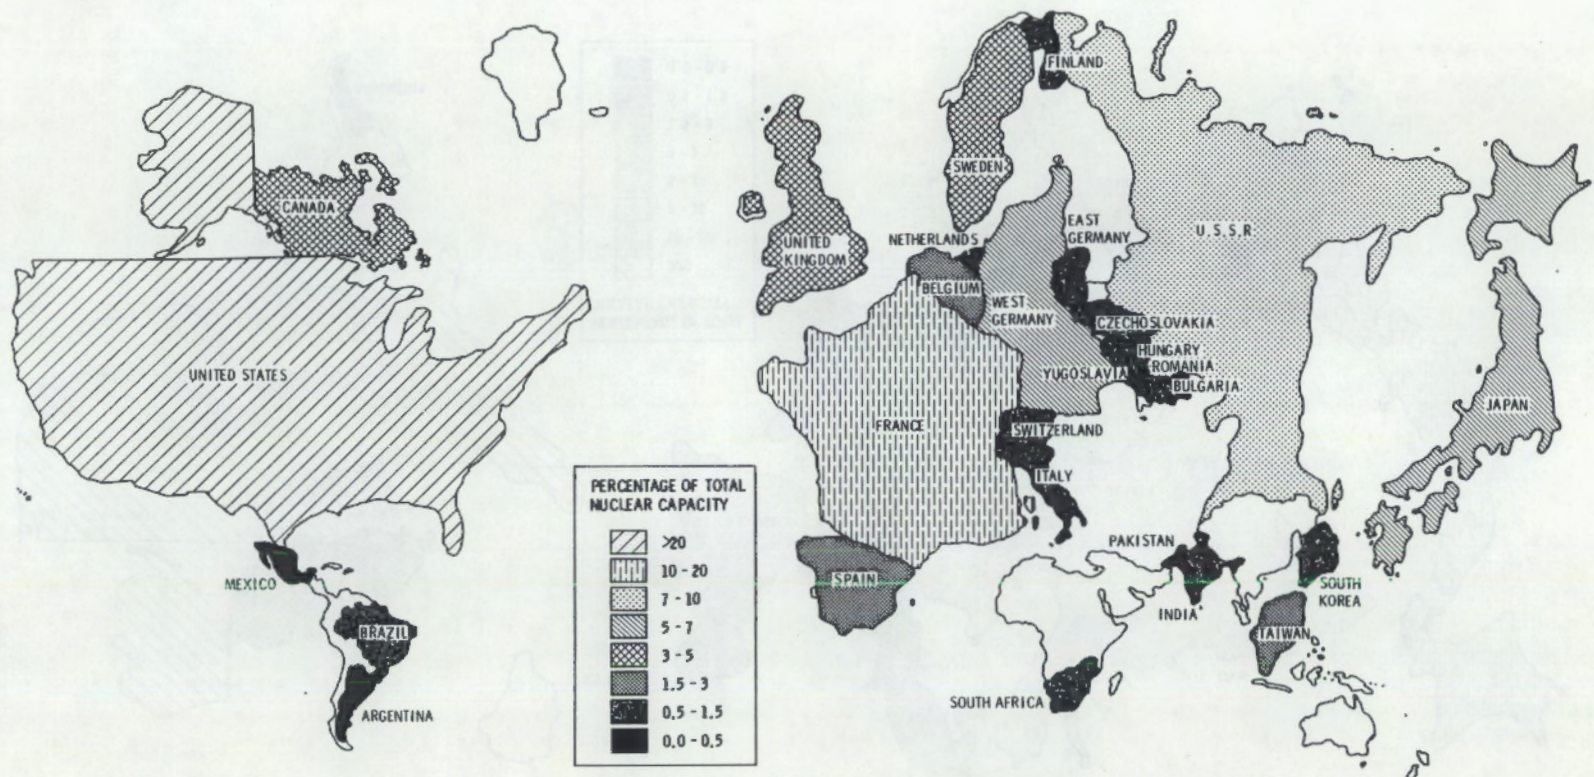 CANADA
UNITED STATES
MEXICO
BRAZIL
ARGENTINA
PERCENTAGE OF TOTAL
NUCLEAR CAPACITY
>20
10 - 20
7 - 10
5 - 7
3 - 5
1.5 - 3
0.5 - 1.5
0.0 - 0.5
FINLAND
SWEDEN
UNITED
KINGDOM
NETHERLANDS
EAST
GERMANY
U.S.S.R.
BELGIUM
WEST
GERMANY
CZECHOSLOVAKIA
HUNGARY
ROMANIA
YUGOSLAVIA
BULGARIA
FRANCE
SWITZERLAND
ITALY
JAPAN
SPAIN
PAKISTAN
INDIA
SOUTH
KOREA
TAIWAN
SOUTH AFRICA